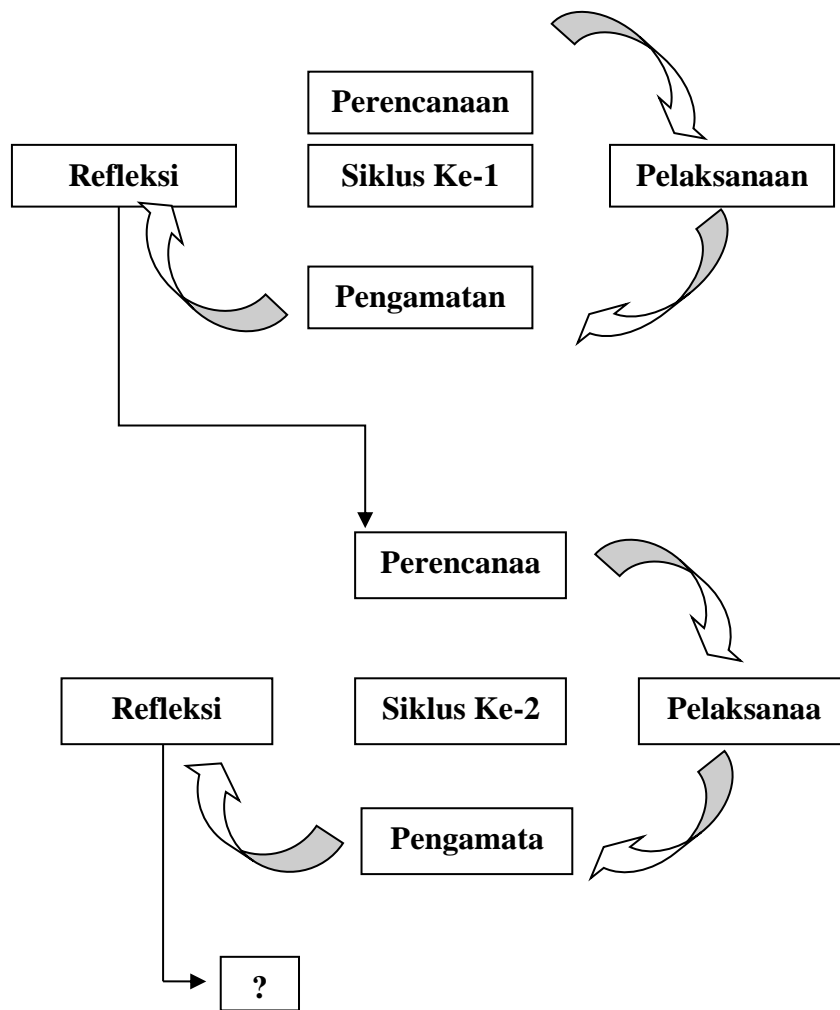 Perencanaan
Refleksi
Siklus Ke-1
Pelaksanaan
Pengamatan
Perencanaa
Refleksi
Siklus Ke-2
Pelaksanaa
Pengamata
?